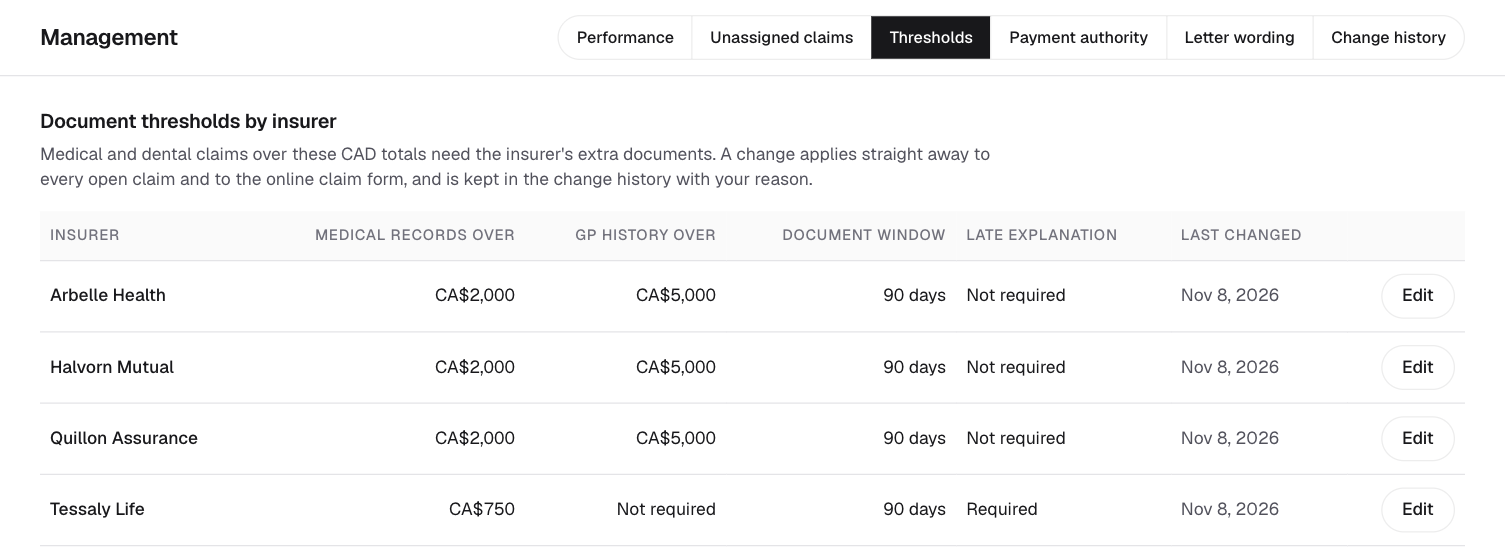 Management
Performance Unassigned claims Thresholds Payment authority Letter wording Change history
Document thresholds by insurer
Medical and dental claims over these CAD totals need the insurer's extra documents. A change applies straight away to
every open claim and to the online claim form, and is kept in the change history with your reason.
INSURER MEDICAL RECORDS OVER GP HISTORY OVER DOCUMENT WINDOW LATE EXPLANATION LAST CHANGED
Arbelle Health CA$2,000 CA$5,000 90 days Not required Nov 8, 2026 Edit
Halvorn Mutual CA$2,000 CA$5,000 90 days Not required Nov 8, 2026 Edit
Quillon Assurance CA$2,000 CA$5,000 90 days Not required Nov 8, 2026 Edit
Tessaly Life CA$750 Not required 90 days Required Nov 8, 2026 Edit